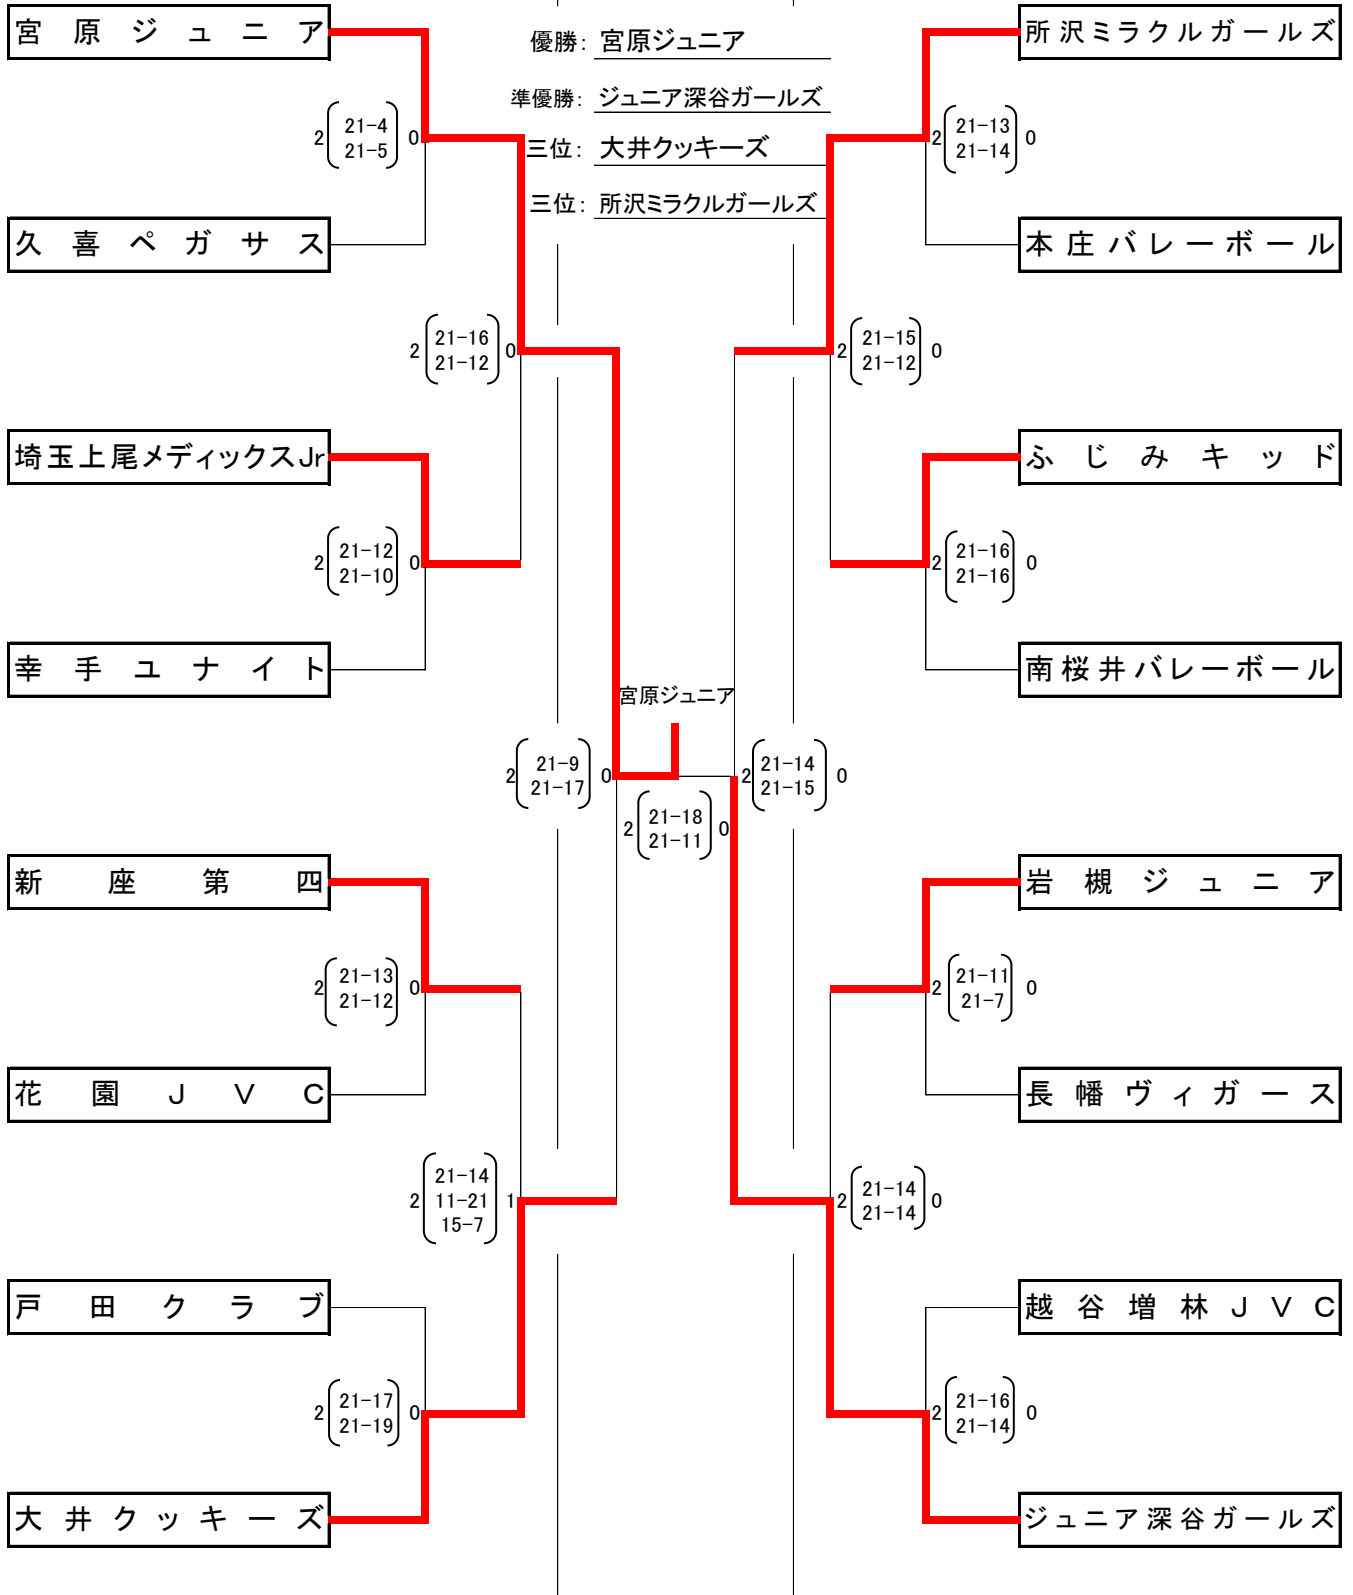 宮原ジュニア
所沢ミラクルガールズ
優勝：宮原ジュニア
準優勝：ジュニア深谷ガールズ
三位：大井クッキーズ
三位：所沢ミラクルガールズ
2 21-4 0
21-5
2 21-13 0
21-14
久喜ペガサス
本庄バレーボール
2 21-16 0
21-12
2 21-15 0
21-12
埼玉上尾メディックスJr
ふじみキッド
2 21-12 0
21-10
2 21-16 0
21-16
幸手ユナイト
南桜井バレーボール
宮原ジュニア
2 21-9 0
21-17
2 21-14 0
21-15
2 21-18 0
21-11
新座第四
岩槻ジュニア
2 21-13 0
21-12
2 21-11 0
21-7
花園JVC
長幡ヴィガース
2 21-14 1
11-21
15-7
2 21-14 0
21-14
戸田クラブ
越谷増林JVC
2 21-17 0
21-19
2 21-16 0
21-14
大井クッキーズ
ジュニア深谷ガールズ